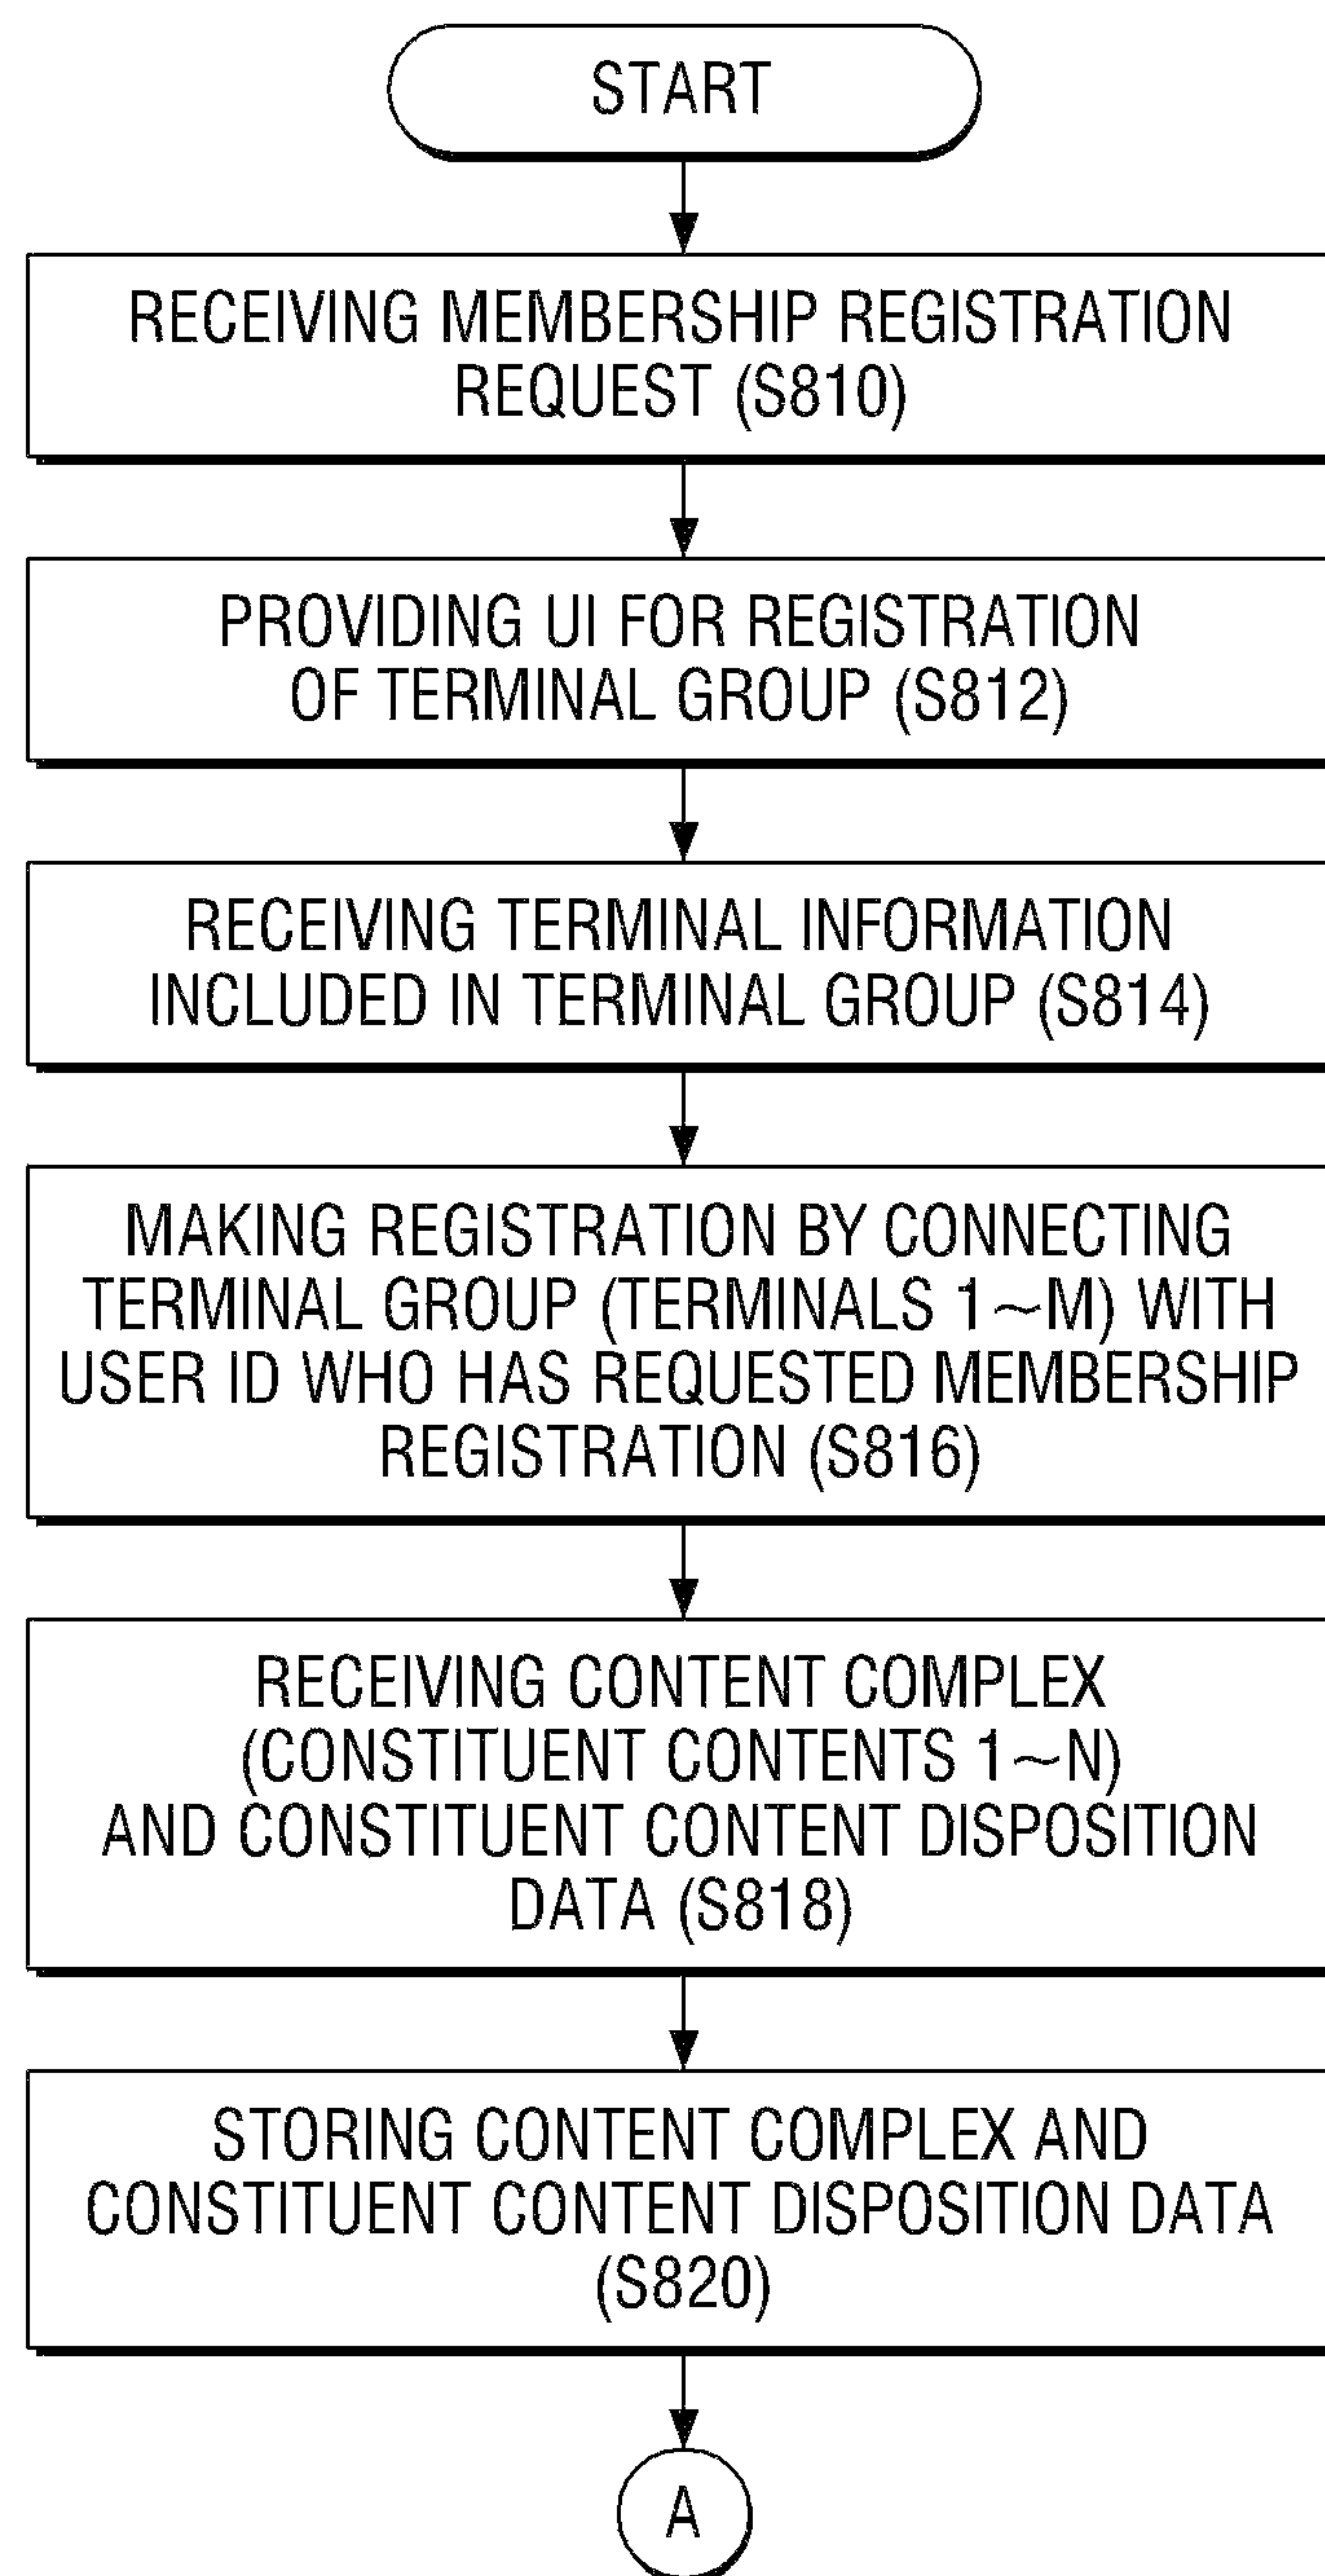 START
RECEIVING MEMBERSHIP REGISTRATION
REQUEST (S810)
PROVIDING UI FOR REGISTRATION
OF TERMINAL GROUP (S812)
RECEIVING TERMINAL INFORMATION
INCLUDED IN TERMINAL GROUP (S814)
MAKING REGISTRATION BY CONNECTING
TERMINAL GROUP (TERMINALS 1~M) WITH
USER ID WHO HAS REQUESTED MEMBERSHIP
REGISTRATION (S816)
RECEIVING CONTENT COMPLEX
(CONSTITUENT CONTENTS 1~N)
AND CONSTITUENT CONTENT DISPOSITION
DATA (S818)
STORING CONTENT COMPLEX AND
CONSTITUENT CONTENT DISPOSITION DATA
(S820)
A